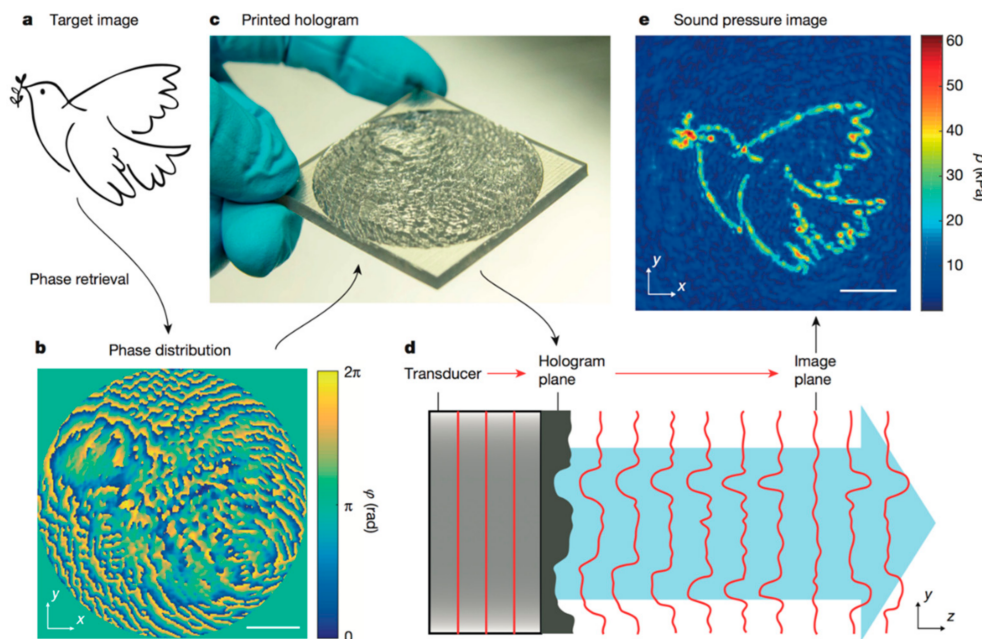 a Target image
Phase retrieval
b Phase distribution
2π
π
0
φ (rad)
y
x
c Printed hologram
d
Transducer
Hologram
plane
Image
plane
y
z
e Sound pressure image
60
50
40
30
20
10
p (kPa)
y
x